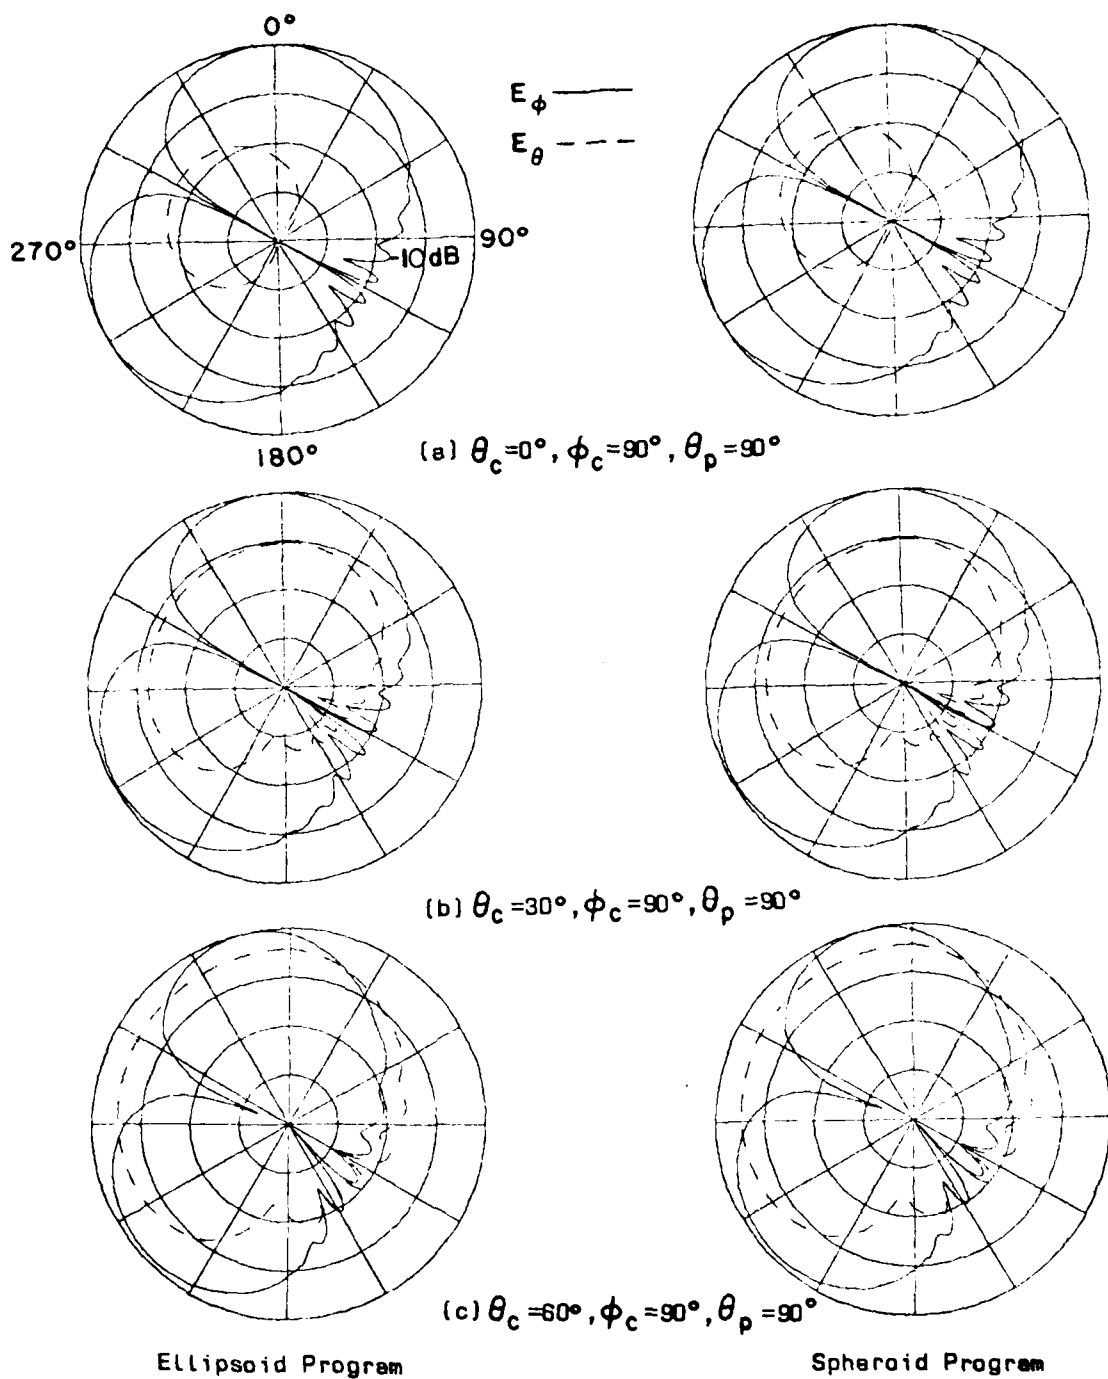 0°
E_φ ———
E_θ – – –
270°
90°
-10dB
180°
(a) θ_c=0°, φ_c=90°, θ_p=90°
(b) θ_c=30°, φ_c=90°, θ_p=90°
(c) θ_c=60°, φ_c=90°, θ_p=90°
Ellipsoid Program
Spheroid Program